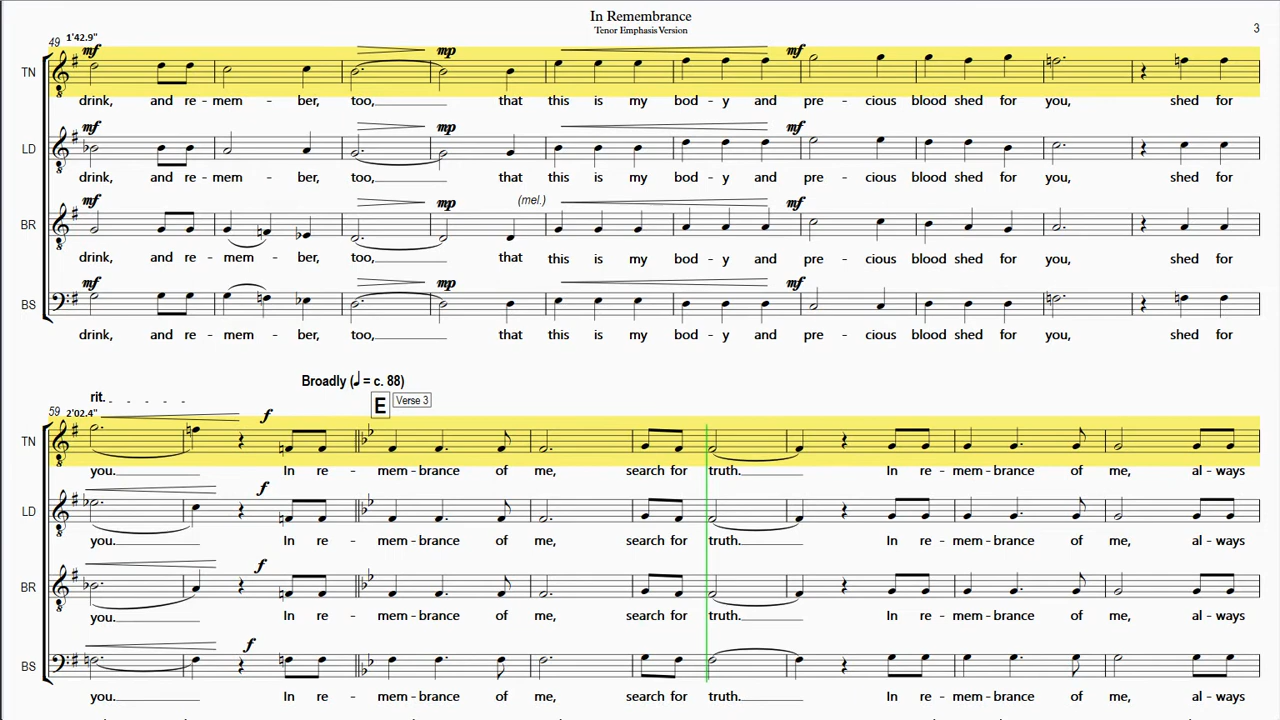 In Remembrance
Tenor Emphasis Version
3
49 1'42.9"
mf mp mf
TN
drink, and re - mem - ber, too, that this is my bod - y and pre - cious blood shed for you, shed for
mf mp mf
LD
drink, and re - mem - ber, too, that this is my bod - y and pre - cious blood shed for you, shed for
mf mp (mel.) mf
BR
drink, and re - mem - ber, too, that this is my bod - y and pre - cious blood shed for you, shed for
mf mp mf
BS
drink, and re - mem - ber, too, that this is my bod - y and pre - cious blood shed for you, shed for
Broadly (♩ = c. 88)
rit. E Verse 3
59 2'02.4" f
TN
you. In re - mem - brance of me, search for truth. In re - mem - brance of me, al - ways
f
LD
you. In re - mem - brance of me, search for truth. In re - mem - brance of me, al - ways
f
BR
you. In re - mem - brance of me, search for truth. In re - mem - brance of me, al - ways
f
BS
you. In re - mem - brance of me, search for truth. In re - mem - brance of me, al - ways